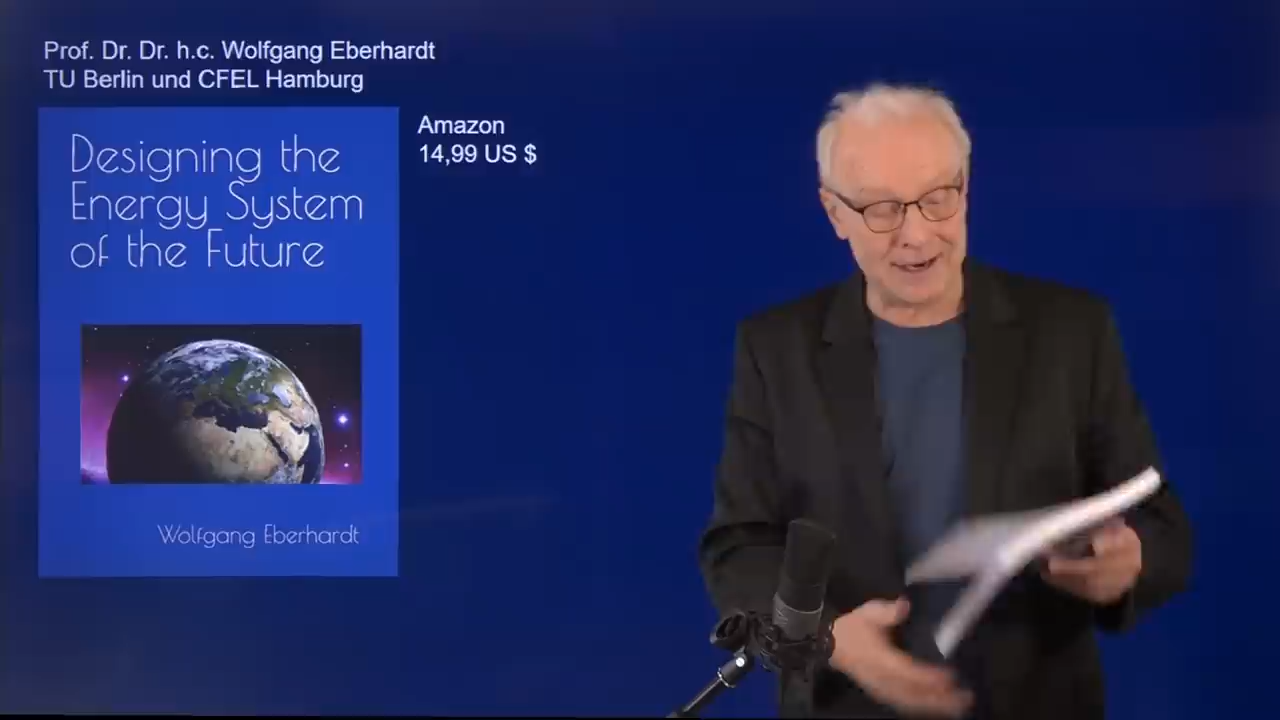 Prof. Dr. Dr. h.c. Wolfgang Eberhardt
TU Berlin und CFEL Hamburg
Amazon
14,99 US $
Designing the
Energy System
of the Future
Wolfgang Eberhardt